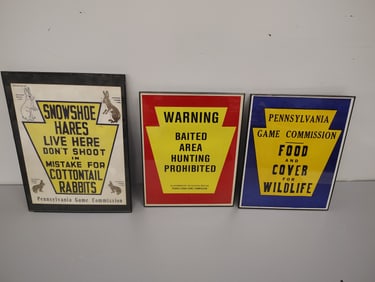 SNOWSHOE
HARES
LIVE HERE
DON'T SHOOT
IN
MISTAKE FOR
COTTONTAIL
RABBITS
Pennsylvania Game Commission
WARNING
BAITED
AREA
HUNTING
PROHIBITED
PENNSYLVANIA
GAME COMMISSION
FOOD
AND
COVER
FOR
WILDLIFE